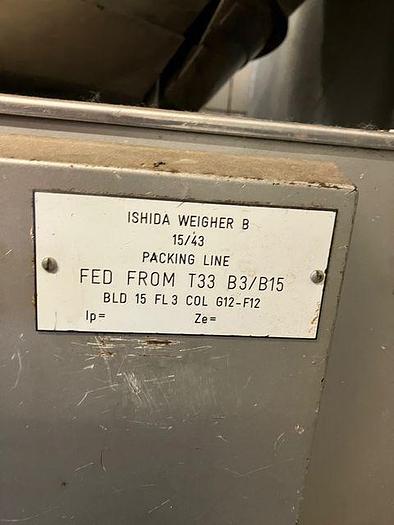 ISHIDA WEIGHER B
15/43
PACKING LINE
FED FROM T33 B3/B15
BLD 15 FL3 COL G12-F12
Ip= Ze=